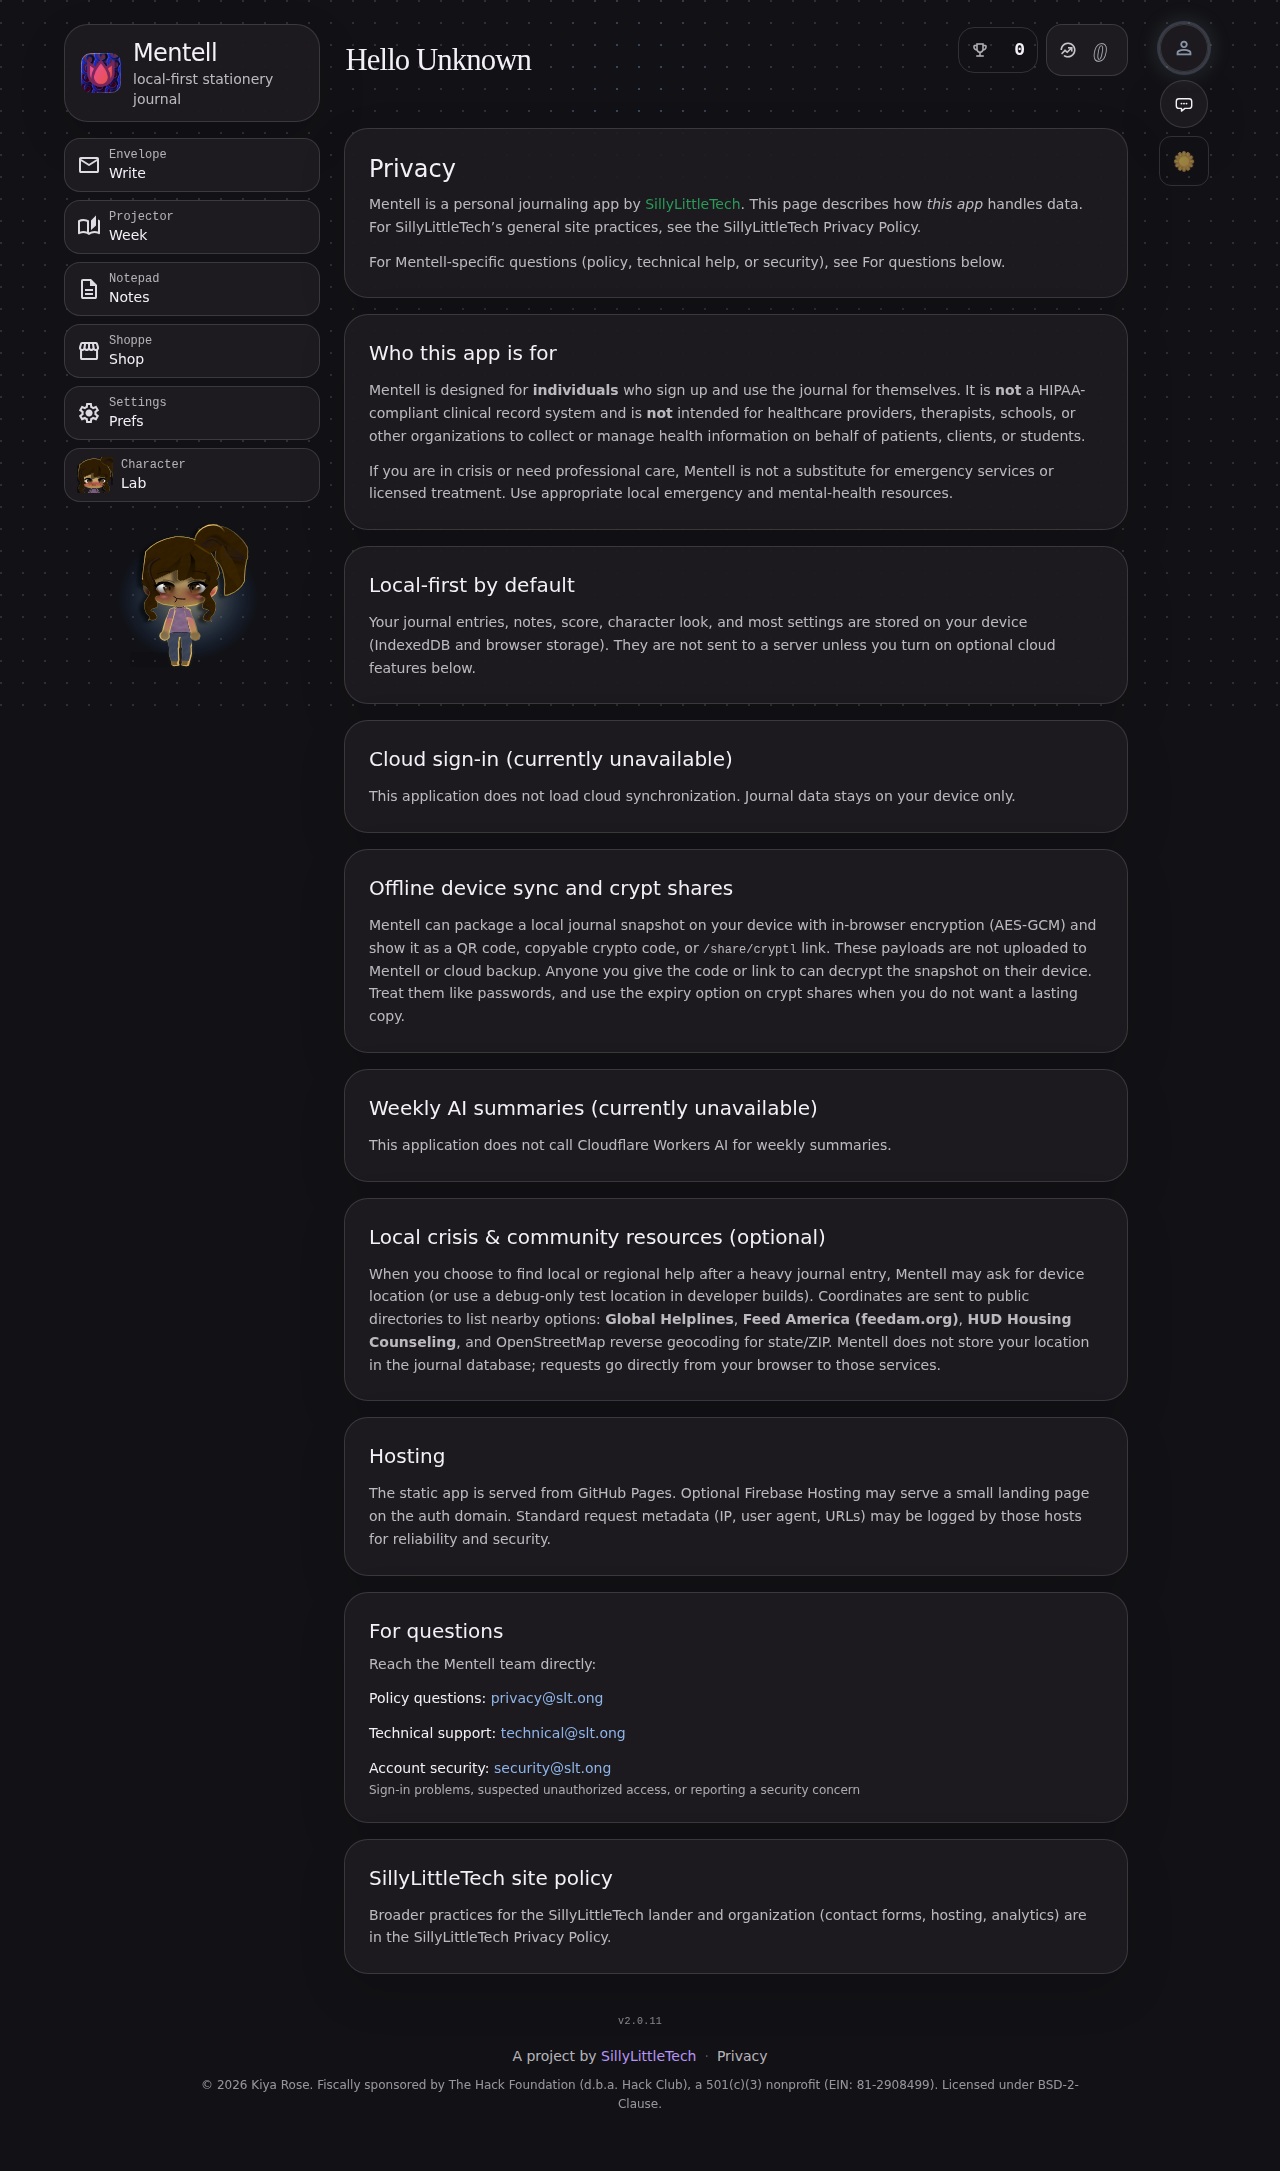 Mentell
local-first stationery
journal
Envelope
Write
Projector
Week
Notepad
Notes
Shoppe
Shop
Settings
Prefs
Character
Lab
Hello Unknown
0
0
Privacy
Mentell is a personal journaling app by SillyLittleTech. This page describes how this app handles data.
For SillyLittleTech’s general site practices, see the SillyLittleTech Privacy Policy.
For Mentell-specific questions (policy, technical help, or security), see For questions below.
Who this app is for
Mentell is designed for individuals who sign up and use the journal for themselves. It is not a HIPAA-
compliant clinical record system and is not intended for healthcare providers, therapists, schools, or
other organizations to collect or manage health information on behalf of patients, clients, or students.
If you are in crisis or need professional care, Mentell is not a substitute for emergency services or
licensed treatment. Use appropriate local emergency and mental-health resources.
Local-first by default
Your journal entries, notes, score, character look, and most settings are stored on your device
(IndexedDB and browser storage). They are not sent to a server unless you turn on optional cloud
features below.
Cloud sign-in (currently unavailable)
This application does not load cloud synchronization. Journal data stays on your device only.
Offline device sync and crypt shares
Mentell can package a local journal snapshot on your device with in-browser encryption (AES-GCM) and
show it as a QR code, copyable crypto code, or /share/cryptl link. These payloads are not uploaded to
Mentell or cloud backup. Anyone you give the code or link to can decrypt the snapshot on their device.
Treat them like passwords, and use the expiry option on crypt shares when you do not want a lasting
copy.
Weekly AI summaries (currently unavailable)
This application does not call Cloudflare Workers AI for weekly summaries.
Local crisis & community resources (optional)
When you choose to find local or regional help after a heavy journal entry, Mentell may ask for device
location (or use a debug-only test location in developer builds). Coordinates are sent to public
directories to list nearby options: Global Helplines, Feed America (feedam.org), HUD Housing
Counseling, and OpenStreetMap reverse geocoding for state/ZIP. Mentell does not store your location
in the journal database; requests go directly from your browser to those services.
Hosting
The static app is served from GitHub Pages. Optional Firebase Hosting may serve a small landing page
on the auth domain. Standard request metadata (IP, user agent, URLs) may be logged by those hosts
for reliability and security.
For questions
Reach the Mentell team directly:
Policy questions: privacy@slt.ong
Technical support: technical@slt.ong
Account security: security@slt.ong
Sign-in problems, suspected unauthorized access, or reporting a security concern
SillyLittleTech site policy
Broader practices for the SillyLittleTech lander and organization (contact forms, hosting, analytics) are
in the SillyLittleTech Privacy Policy.
v2.0.11
A project by SillyLittleTech · Privacy
© 2026 Kiya Rose. Fiscally sponsored by The Hack Foundation (d.b.a. Hack Club), a 501(c)(3) nonprofit (EIN: 81-2908499). Licensed under BSD-2-
Clause.